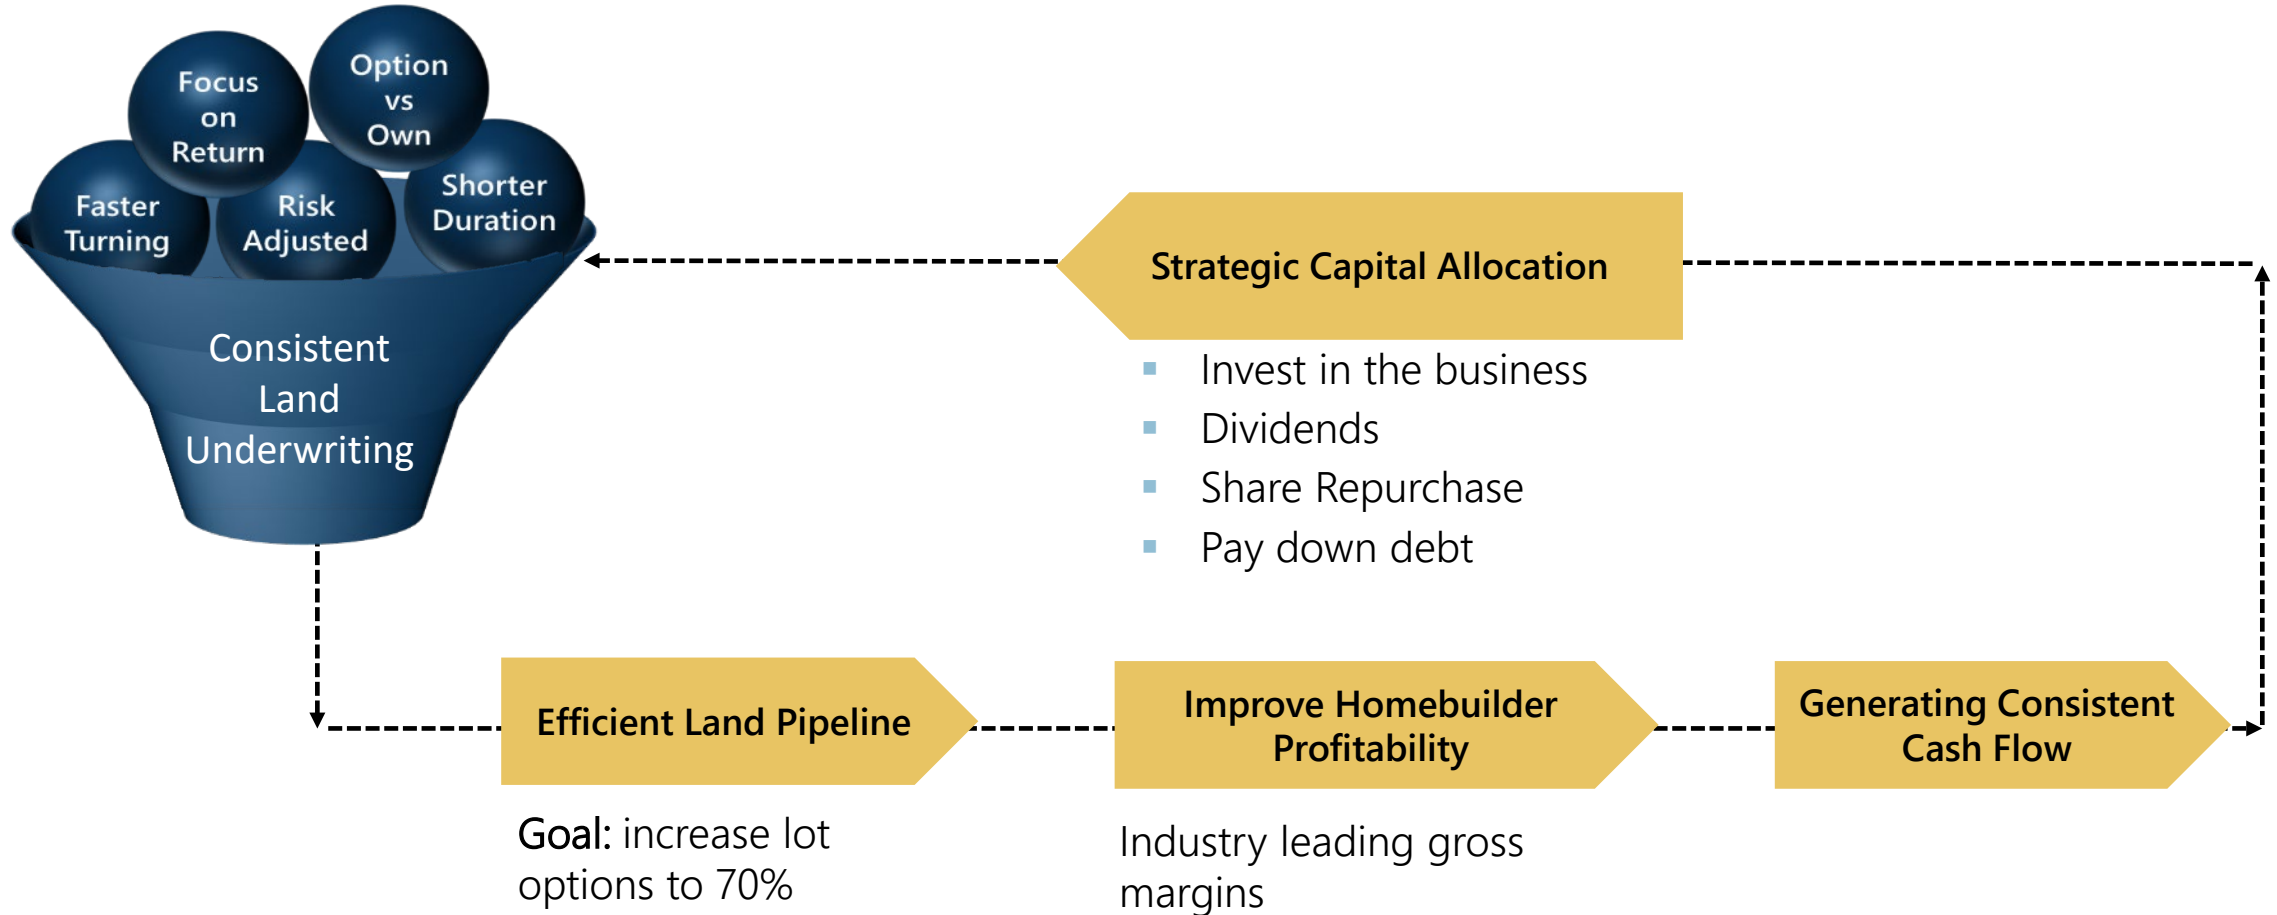 Focus
on
Return
Option
vs
Own
Faster
Turning
Risk
Adjusted
Shorter
Duration
Consistent
Land
Underwriting
Strategic Capital Allocation
▪ Invest in the business
▪ Dividends
▪ Share Repurchase
▪ Pay down debt
Efficient Land Pipeline
Goal: increase lot
options to 70%
Improve Homebuilder
Profitability
Industry leading gross
margins
Generating Consistent
Cash Flow